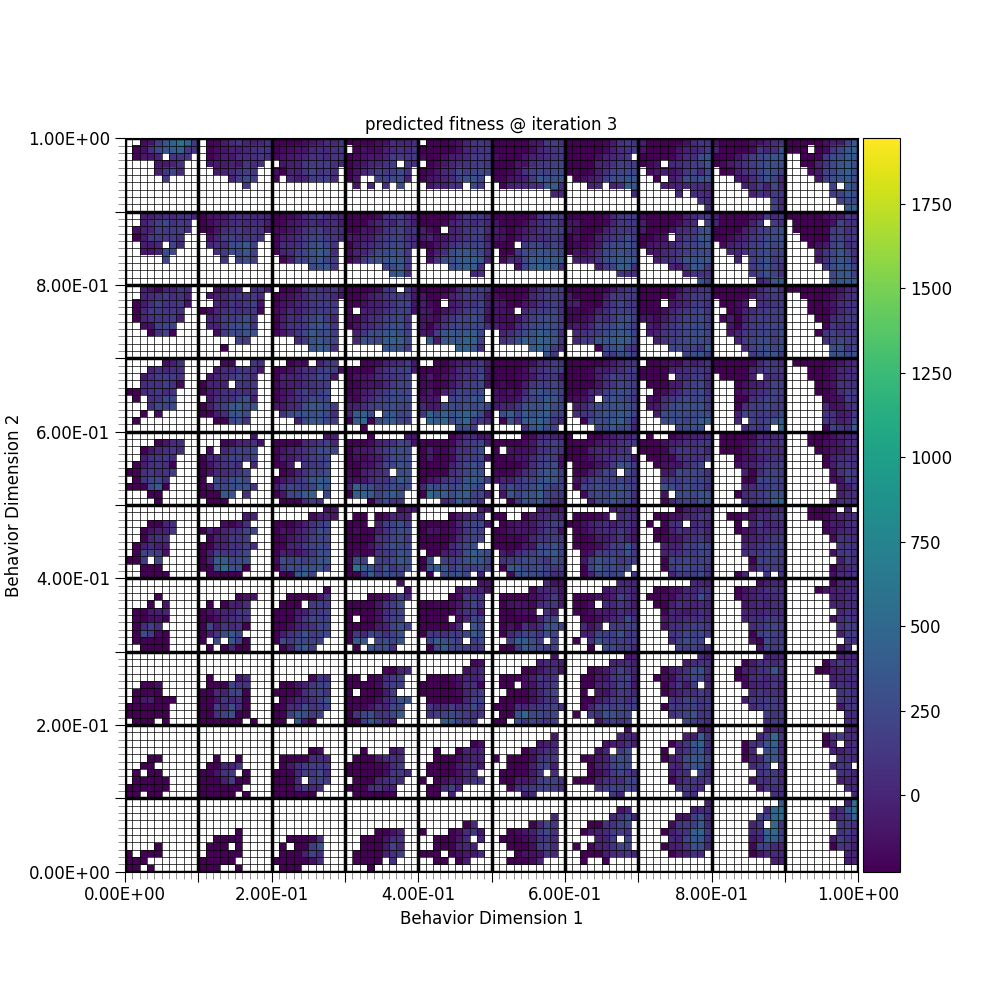 predicted fitness @ iteration 3
1.00E+00
8.00E-01
6.00E-01
4.00E-01
2.00E-01
0.00E+00
Behavior Dimension 2
0.00E+00 2.00E-01 4.00E-01 6.00E-01 8.00E-01 1.00E+00
Behavior Dimension 1
1750
1500
1250
1000
750
500
250
0